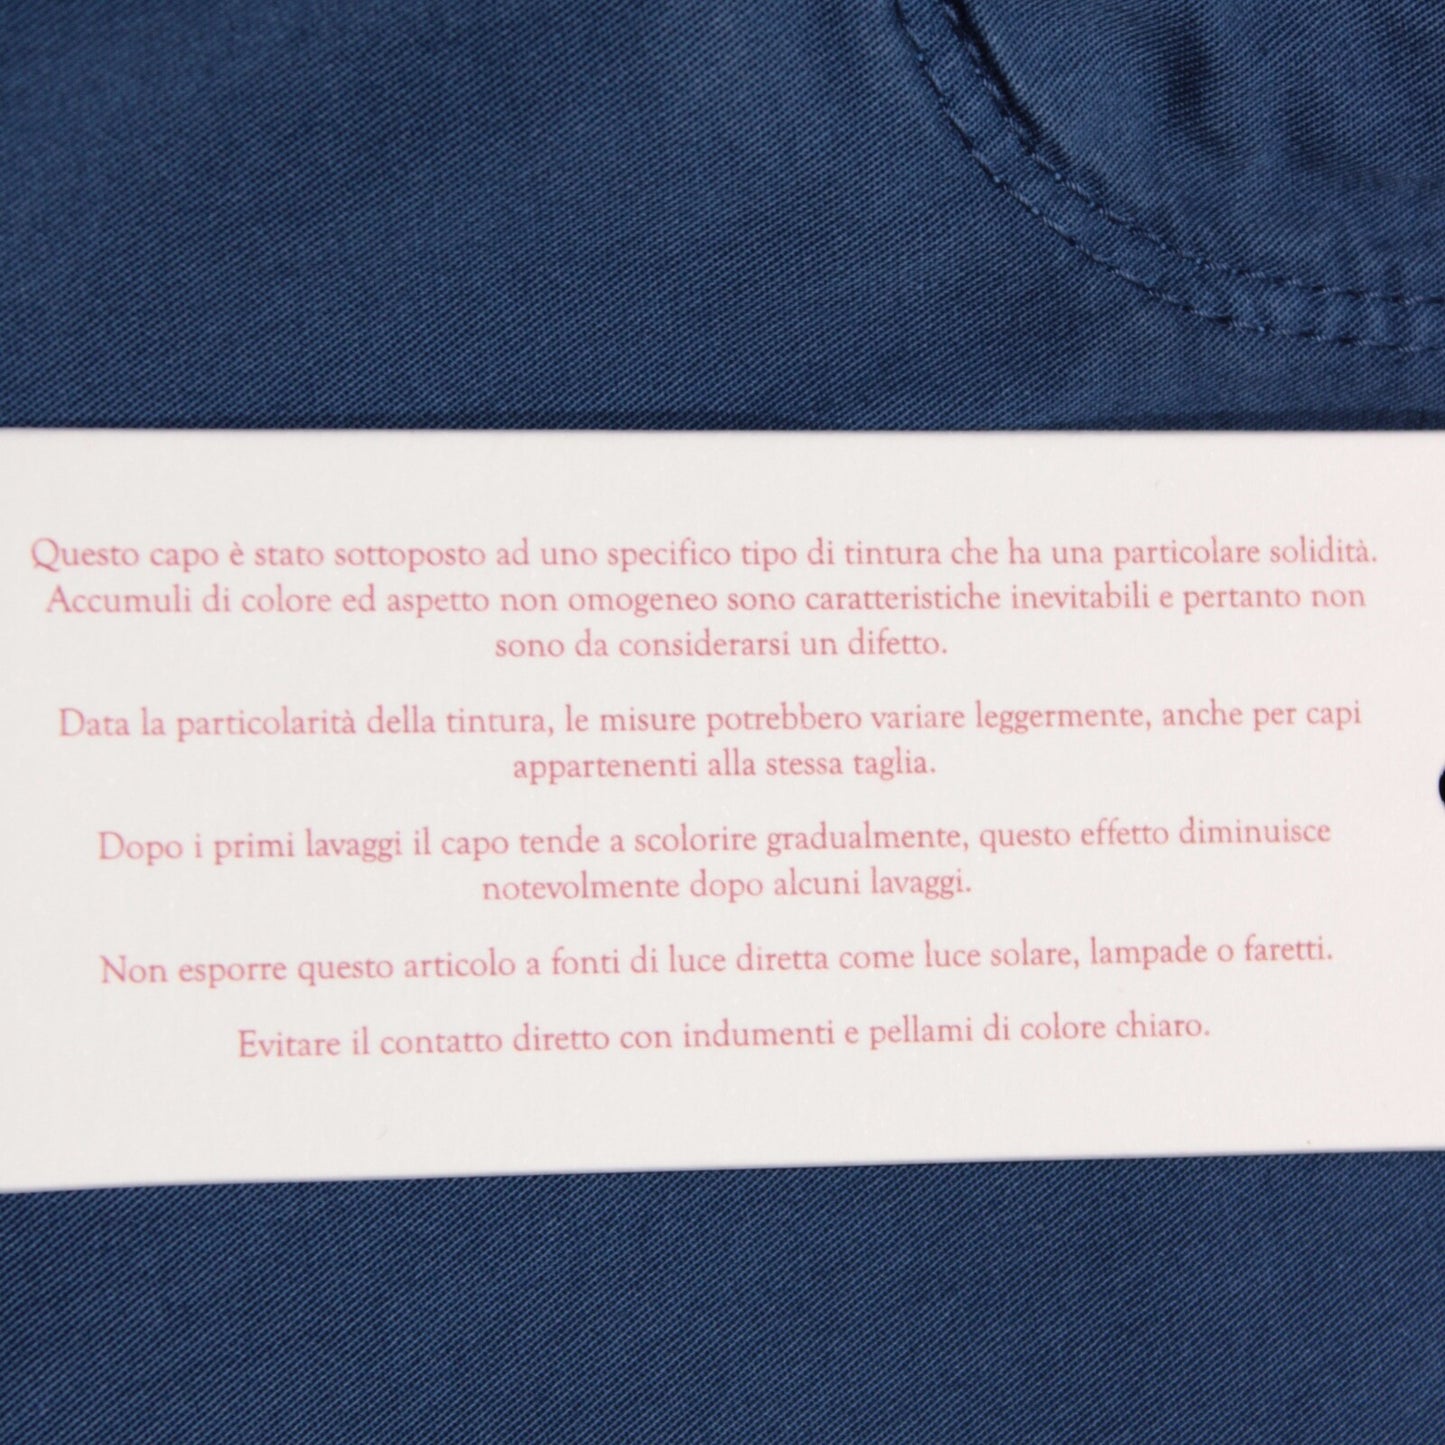 Questo capo è stato sottoposto ad uno specifico tipo di tintura che ha una particolare solidità.
Accumuli di colore ed aspetto non omogeneo sono caratteristiche inevitabili e pertanto non
sono da considerarsi un difetto.
Data la particolarità della tintura, le misure potrebbero variare leggermente, anche per capi
appartenenti alla stessa taglia.
Dopo i primi lavaggi il capo tende a scolorire gradualmente, questo effetto diminuisce
notevolmente dopo alcuni lavaggi.
Non esporre questo articolo a fonti di luce diretta come luce solare, lampade o faretti.
Evitare il contatto diretto con indumenti e pellami di colore chiaro.